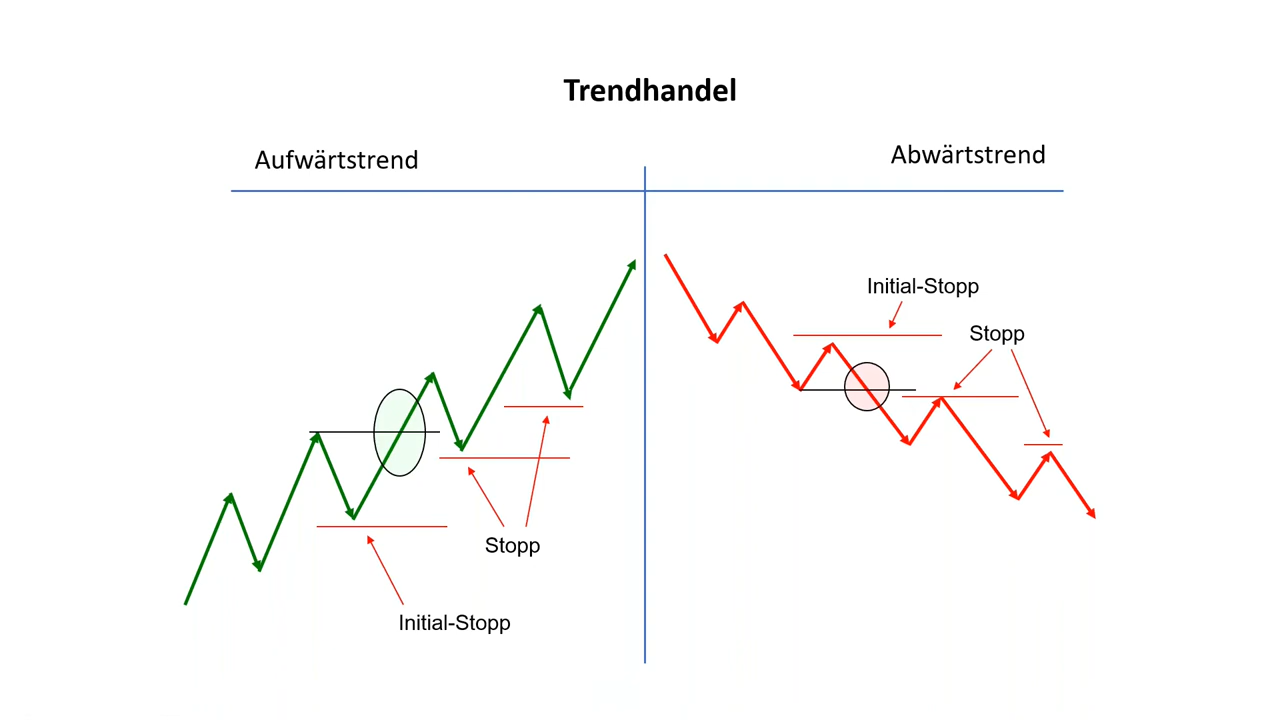 Trendhandel
Aufwärtstrend
Abwärtstrend
Initial-Stopp
Stopp
Stopp
Initial-Stopp